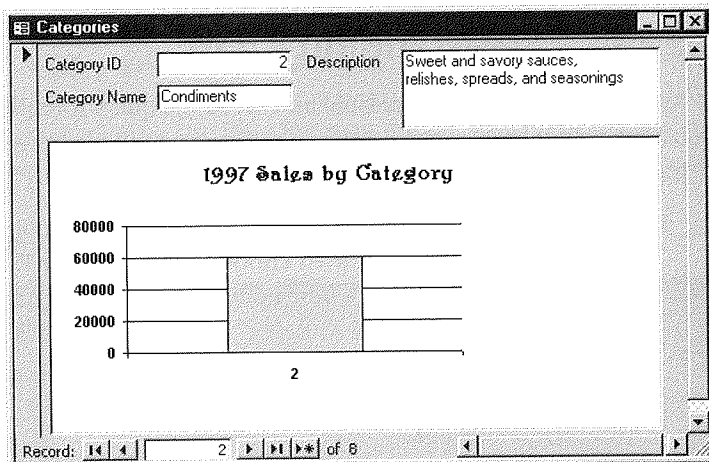 Categories
Category ID 2 Description Sweet and savory sauces,
relishes, spreads, and seasonings
Category Name Condiments
1997 Sales by Category
80000
60000
40000
20000
0
2
Record: 2 of 8